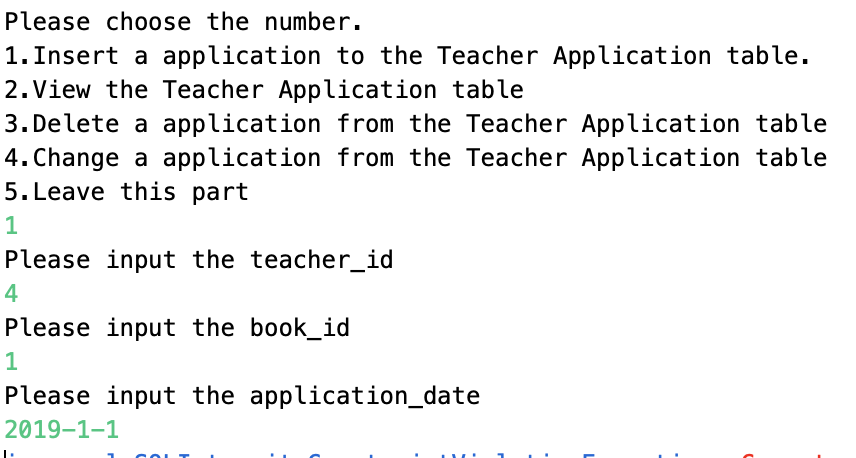 Please choose the number.
1.Insert a application to the Teacher Application table.
2.View the Teacher Application table
3.Delete a application from the Teacher Application table
4.Change a application from the Teacher Application table
5.Leave this part
1
Please input the teacher_id
4
Please input the book_id
1
Please input the application_date
2019-1-1